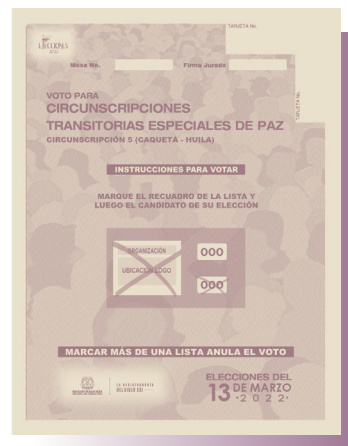 TARJETA No.
ELECCIONES
2022
Mesa No.
Firma Jurado
TARJETA No.
VOTO PARA
CIRCUNSCRIPCIONES
TRANSITORIAS ESPECIALES DE PAZ
CIRCUNSCRIPCIÓN 5 (CAQUETÁ - HUILA)
INSTRUCCIONES PARA VOTAR
MARQUE EL RECUADRO DE LA LISTA Y
LUEGO EL CANDIDATO DE SU ELECCIÓN
ORGANIZACIÓN
000
UBICACIÓN LOGO
000
MARCAR MÁS DE UNA LISTA ANULA EL VOTO
LA REGISTRADURÍA
DEL SIGLO XXI
ELECCIONES DEL
13 DE MARZO
·2022·